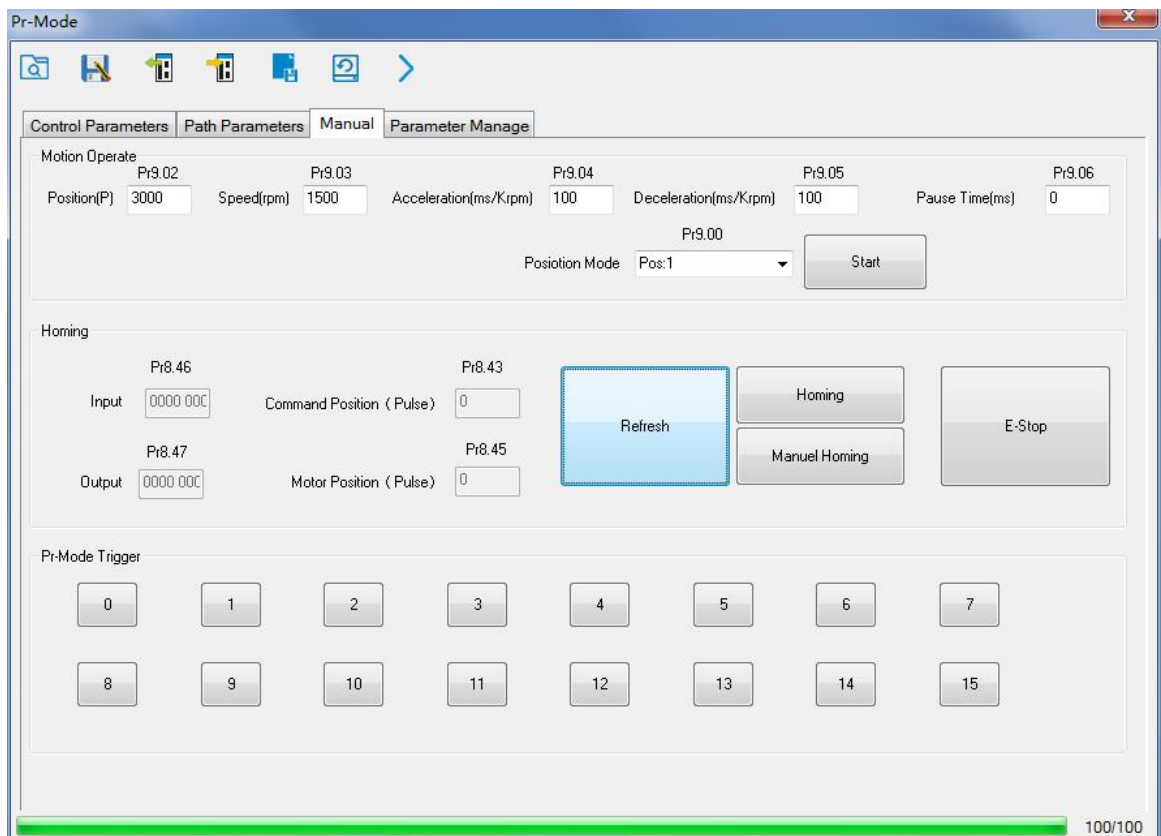 Pr-Mode
Control Parameters Path Parameters Manual Parameter Manage
Motion Operate
Pr9.02 Pr9.03 Pr9.04 Pr9.05 Pr9.06
Position(P) 3000 Speed(rpm) 1500 Acceleration(ms/Krpm) 100 Deceleration(ms/Krpm) 100 Pause Time(ms) 0
Pr9.00
Posiotion Mode Pos:1 Start
Homing
Pr8.46 Pr8.43
Input 0000 000 Command Position ( Pulse ) 0
Refresh Homing E-Stop
Manuel Homing
Pr8.47 Pr8.45
Output 0000 000 Motor Position ( Pulse ) 0
Pr-Mode Trigger
0 1 2 3 4 5 6 7
8 9 10 11 12 13 14 15
100/100